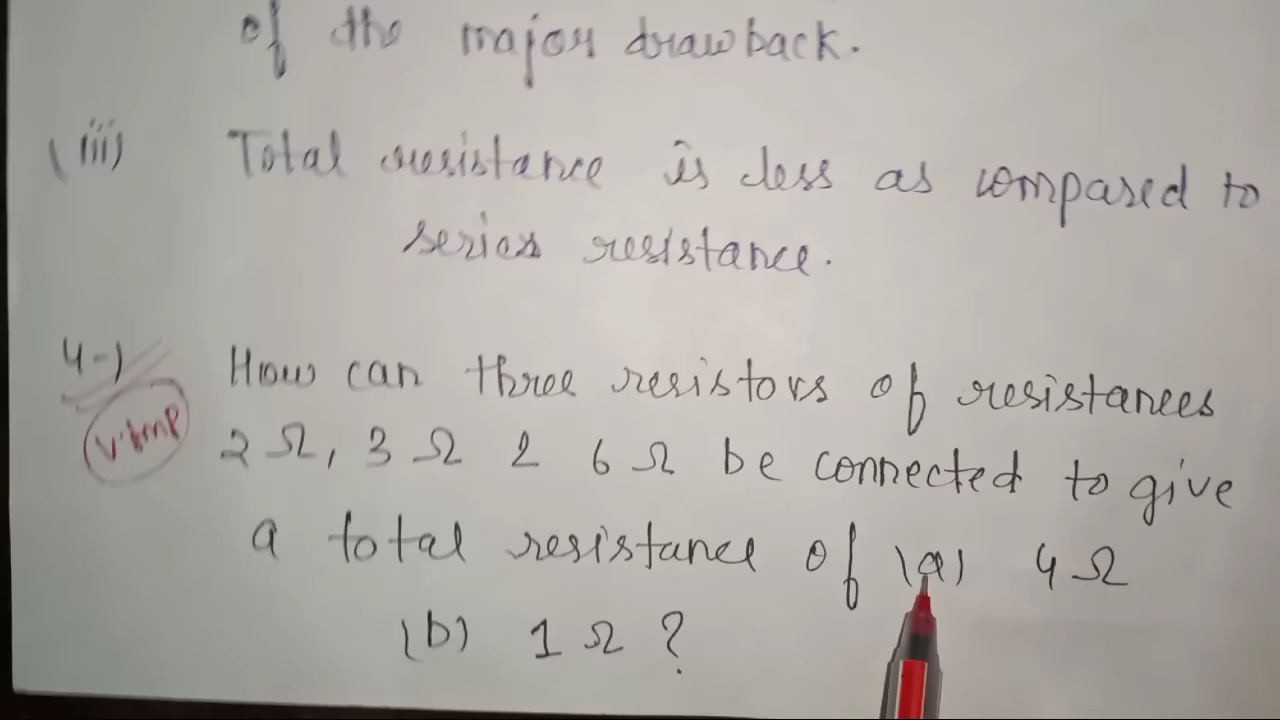 of the major drawback.
(iii) Total resistance is less as compared to
series resistance.
4-) How can three resistors of resistances
V.Imp
2 Ω, 3 Ω & 6 Ω be connected to give
a total resistance of (a) 4 Ω
(b) 1 Ω ?